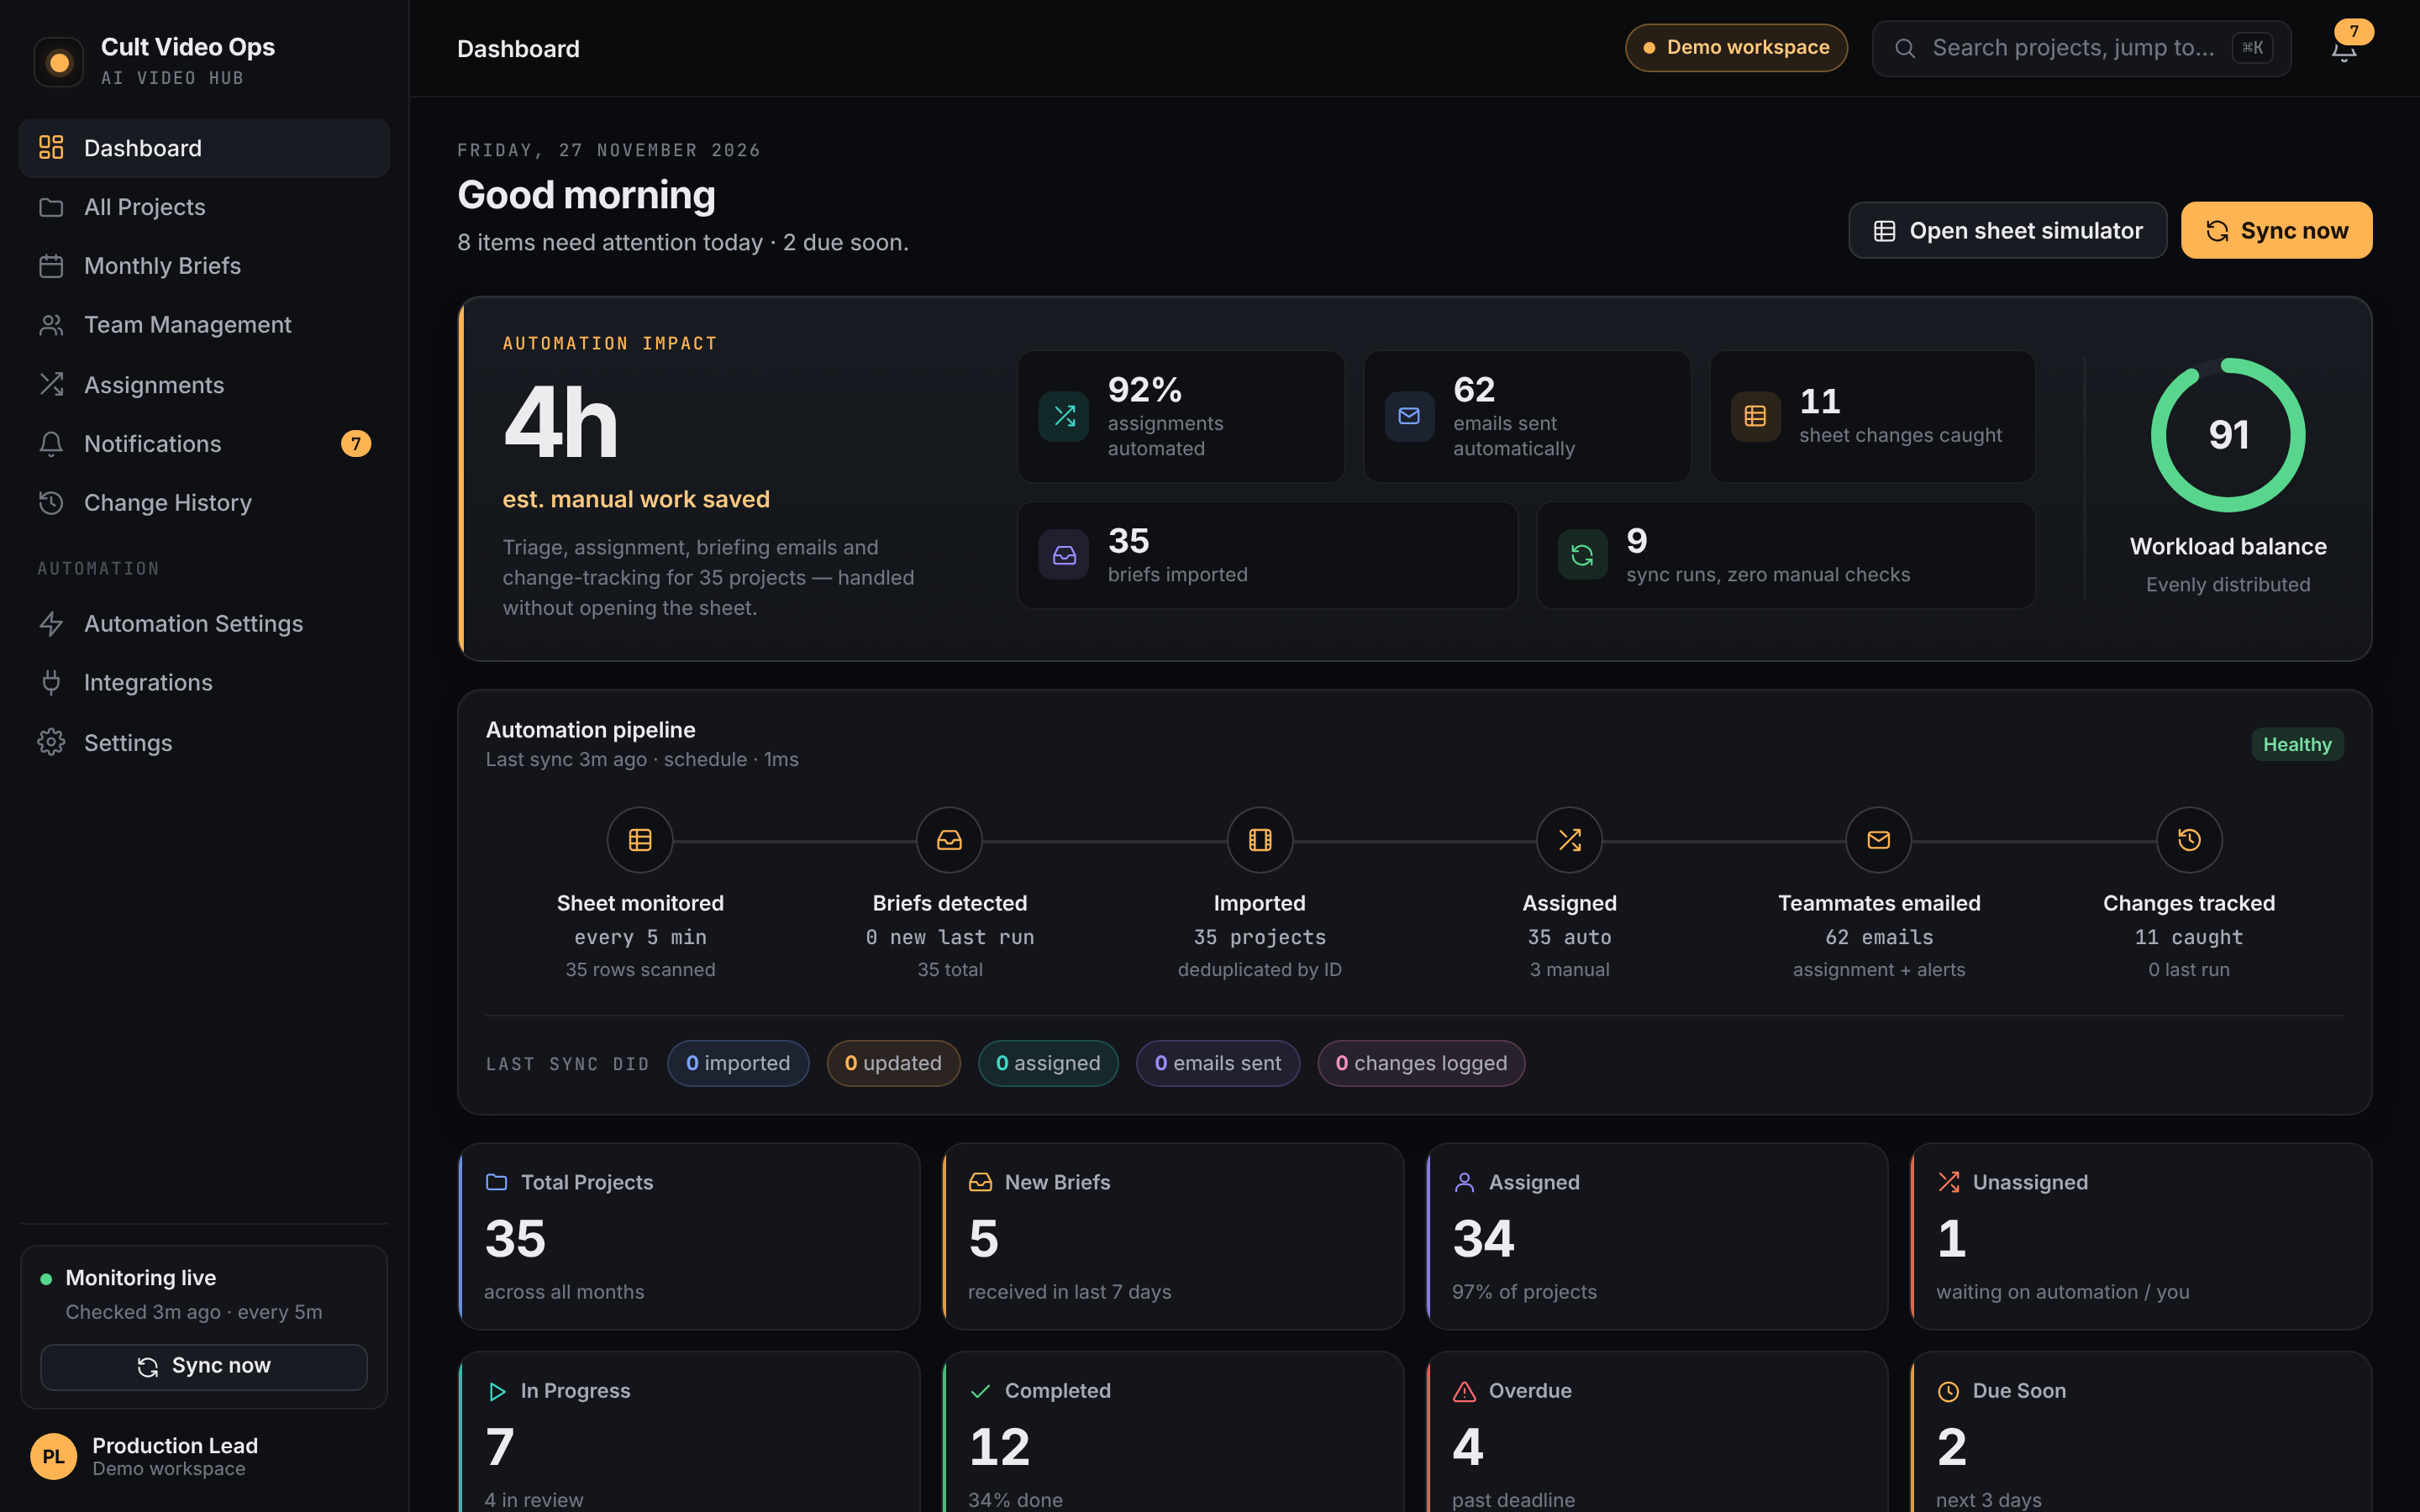 Cult Video Ops
AI VIDEO HUB
Dashboard
All Projects
Monthly Briefs
Team Management
Assignments
Notifications
7
Change History
AUTOMATION
Automation Settings
Integrations
Settings
Monitoring live
Checked 3m ago · every 5m
Sync now
PL
Production Lead
Demo workspace
Dashboard
Demo workspace
Search projects, jump to...
⌘K
7
FRIDAY, 27 NOVEMBER 2026
Good morning
8 items need attention today · 2 due soon.
Open sheet simulator
Sync now
AUTOMATION IMPACT
4h
est. manual work saved
Triage, assignment, briefing emails and
change-tracking for 35 projects — handled
without opening the sheet.
92%
assignments
automated
62
emails sent
automatically
11
sheet changes caught
35
briefs imported
9
sync runs, zero manual checks
91
Workload balance
Evenly distributed
Automation pipeline
Last sync 3m ago · schedule · 1ms
Healthy
Sheet monitored
every 5 min
35 rows scanned
Briefs detected
0 new last run
35 total
Imported
35 projects
deduplicated by ID
Assigned
35 auto
3 manual
Teammates emailed
62 emails
assignment + alerts
Changes tracked
11 caught
0 last run
LAST SYNC DID
0 imported
0 updated
0 assigned
0 emails sent
0 changes logged
Total Projects
35
across all months
New Briefs
5
received in last 7 days
Assigned
34
97% of projects
Unassigned
1
waiting on automation / you
In Progress
7
4 in review
Completed
12
34% done
Overdue
4
past deadline
Due Soon
2
next 3 days